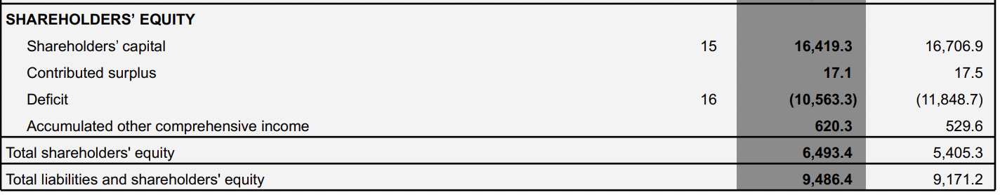 SHAREHOLDERS’ EQUITY
Shareholders’ capital 15 16,419.3 16,706.9
Contributed surplus 17.1 17.5
Deficit 16 (10,563.3) (11,848.7)
Accumulated other comprehensive income 620.3 529.6
Total shareholders' equity 6,493.4 5,405.3
Total liabilities and shareholders' equity 9,486.4 9,171.2